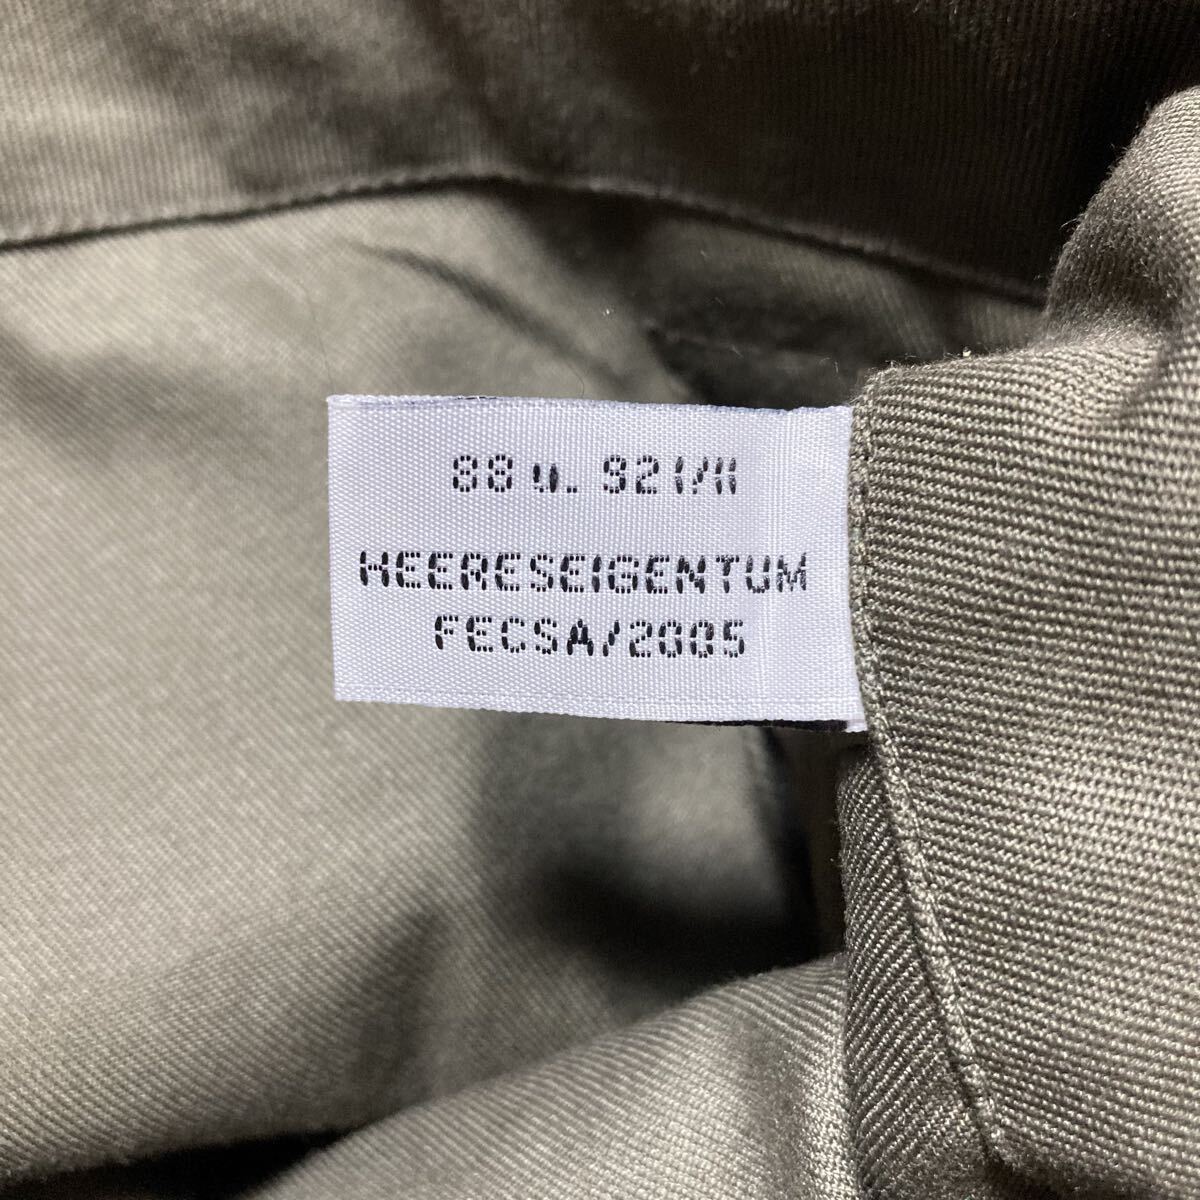 88 u. 92 I/II
HEERESEIGENTUM
FECSA/2005